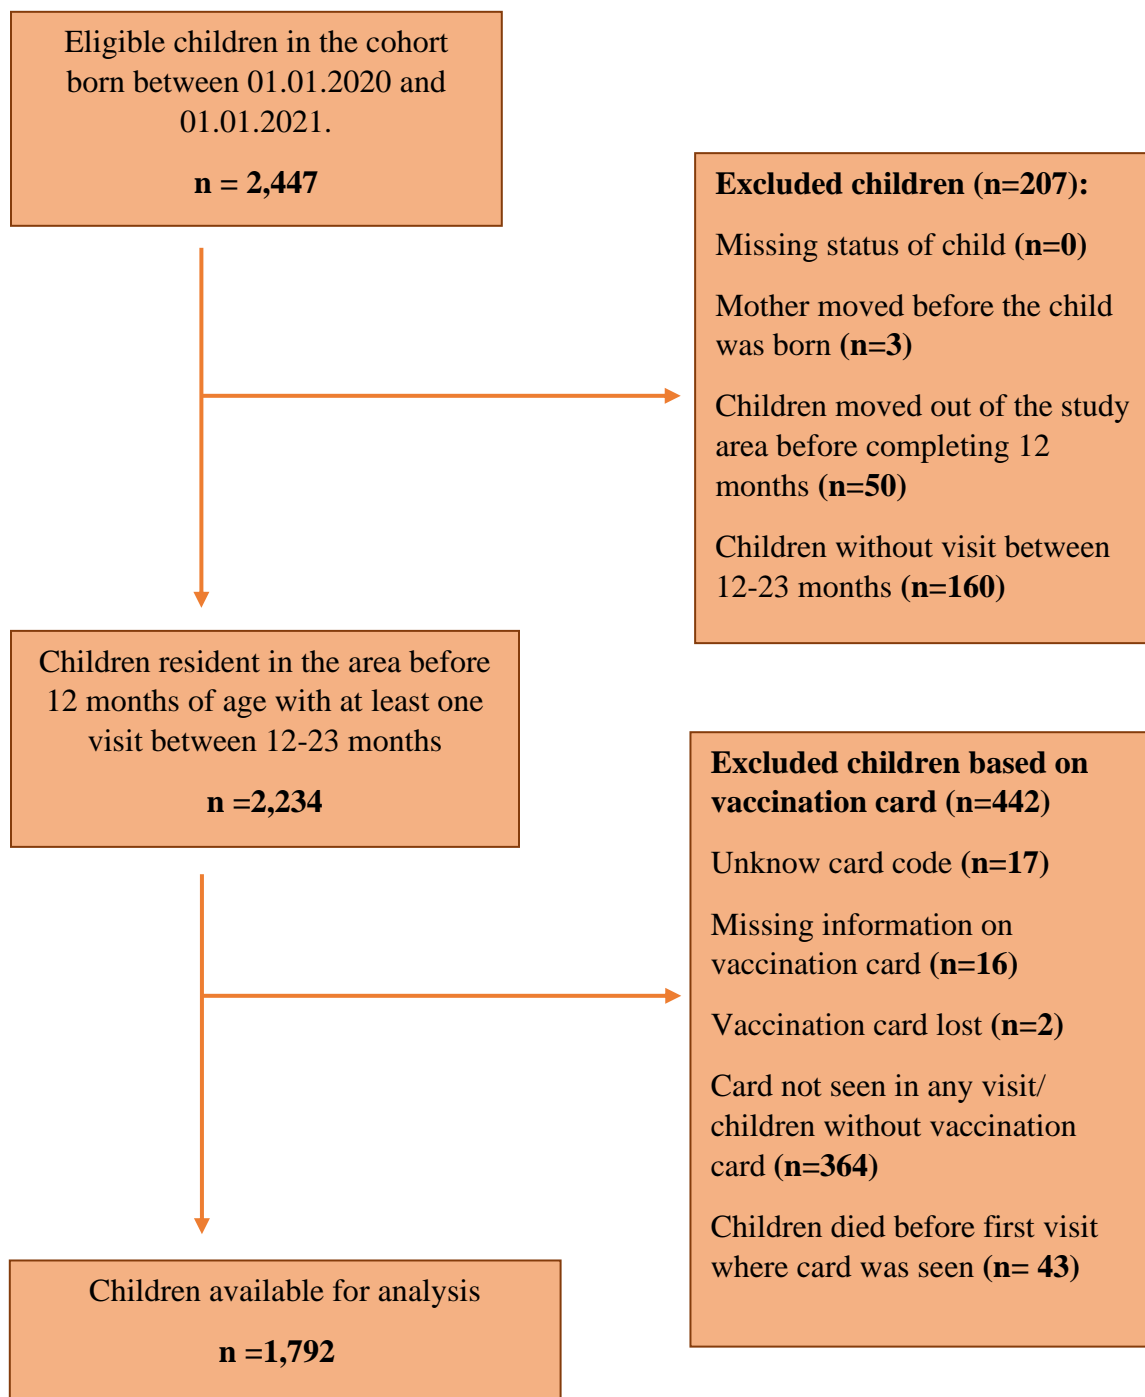 Eligible children in the cohort
born between 01.01.2020 and
01.01.2021.
n = 2,447
Excluded children (n=207):
Missing status of child (n=0)
Mother moved before the child
was born (n=3)
Children moved out of the study
area before completing 12
months (n=50)
Children without visit between
12-23 months (n=160)
Children resident in the area before
12 months of age with at least one
visit between 12-23 months
n =2,234
Excluded children based on
vaccination card (n=442)
Unknow card code (n=17)
Missing information on
vaccination card (n=16)
Vaccination card lost (n=2)
Card not seen in any visit/
children without vaccination
card (n=364)
Children died before first visit
where card was seen (n= 43)
Children available for analysis
n =1,792